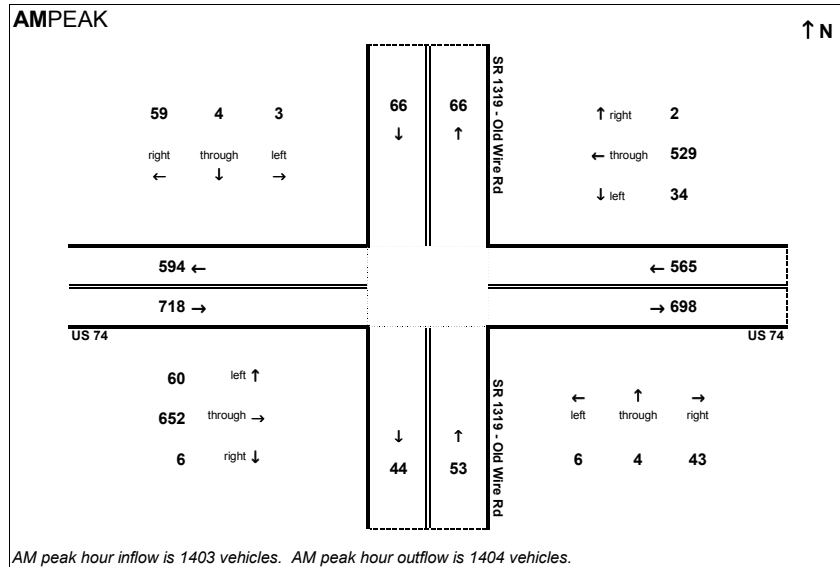 AMPEAK
↑ N
59 4 3
right through left
← ↓ →
66 66
↓ ↑
SR 1319 - Old Wire Rd
↑ right 2
← through 529
↓ left 34
594 ←
← 565
718 →
→ 698
US 74
US 74
60 left ↑
652 through →
6 right ↓
↓ ↑
44 53
SR 1319 - Old Wire Rd
← ↑ →
left through right
6 4 43
AM peak hour inflow is 1403 vehicles. AM peak hour outflow is 1404 vehicles.